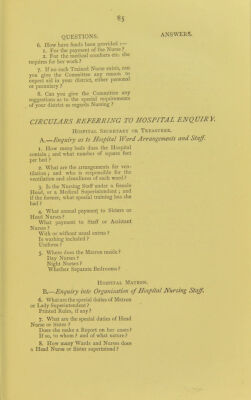 85
QUESTIONS. ANSWERS.
6. How have funds been provided :—
1. For the payment of the Nurse ?
2. For the medical comforts etc. she
requires for her work ?
7. If no such Trained Nurse exists, can
you give the Committee any reason to
expect aid in your district, either personal
or pecuniary ?
8. Can you give the Committee any
suggestions as to the special requirements
of your district as regards Nursing ?
CIRCULARS REFERRING TO HOSPITAL ENQUIRY.
HOSPITAL SECRETARY OR TREASURER.
A.—Enquiry as to Hospital Ward Arrangements and Staff.
1. How many beds does the Hospital
contain ; and what number of square feet
per bed ?
2. What are the arrangements for ven-
tilation ; and who is responsible for the
ventilation and cleanliness of each ward ?
3. Is the Nursing Staff under a female
Head, or a Medical Superintendent ; and
if the former, what special training has she
had ?
4. What annual payment to Sisters or
Head Nurses ?
What payment to Staff or Assistant
Nurses ?
With or without usual extras ?
Is washing included ?
Uniform ?
5. Where does the Matron reside ?
Day Nurses ?
Night Nurses ?
Whether Separate Bedrooms ?
HOSPITAL MATRON.
B.—Enquiry into Organisation of Hospital Nursing Staff.
6. What are the special duties of Matron
or Lady Superintendent ?
Printed Rules, if any ?
7. What are the special duties of Head
Nurse or Sister ?
Does she make a Report on her cases?
If so, to whom ? and of what nature ?
8. How many Wards and Nurses does
a Head Nurse or Sister superintend ?